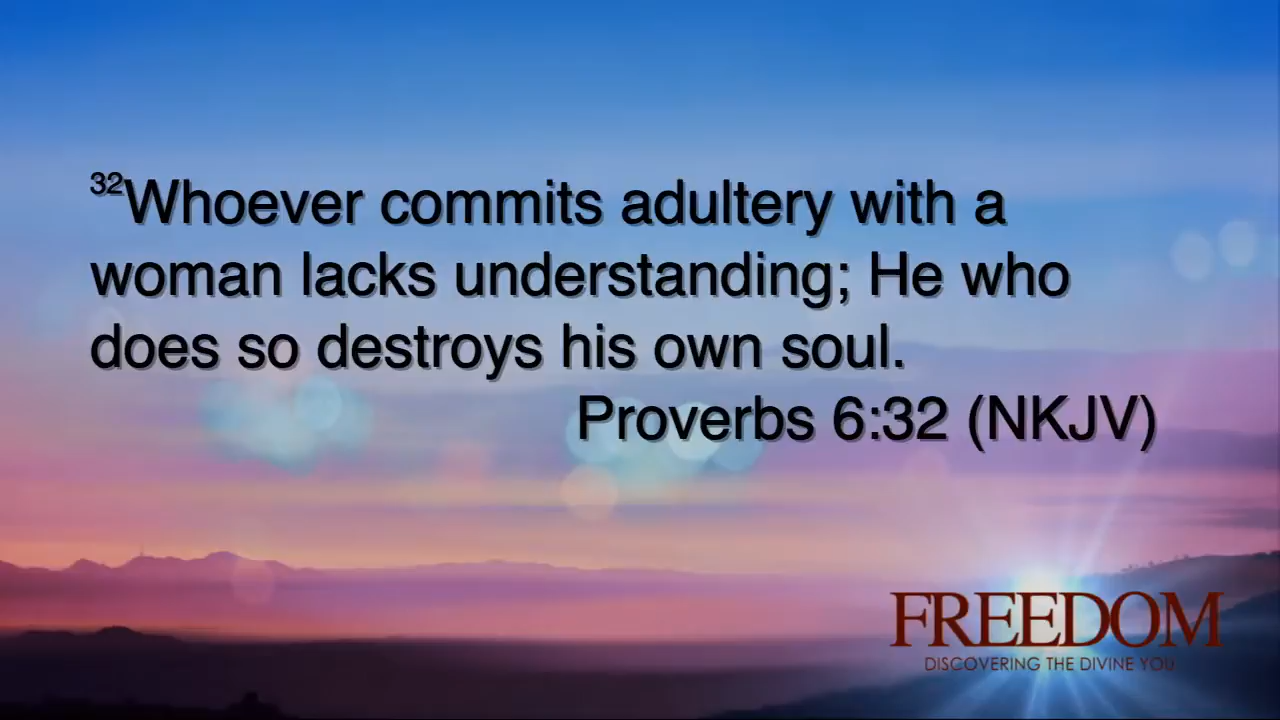 ³²Whoever commits adultery with a
woman lacks understanding; He who
does so destroys his own soul.
Proverbs 6:32 (NKJV)
FREEDOM
DISCOVERING THE DIVINE YOU